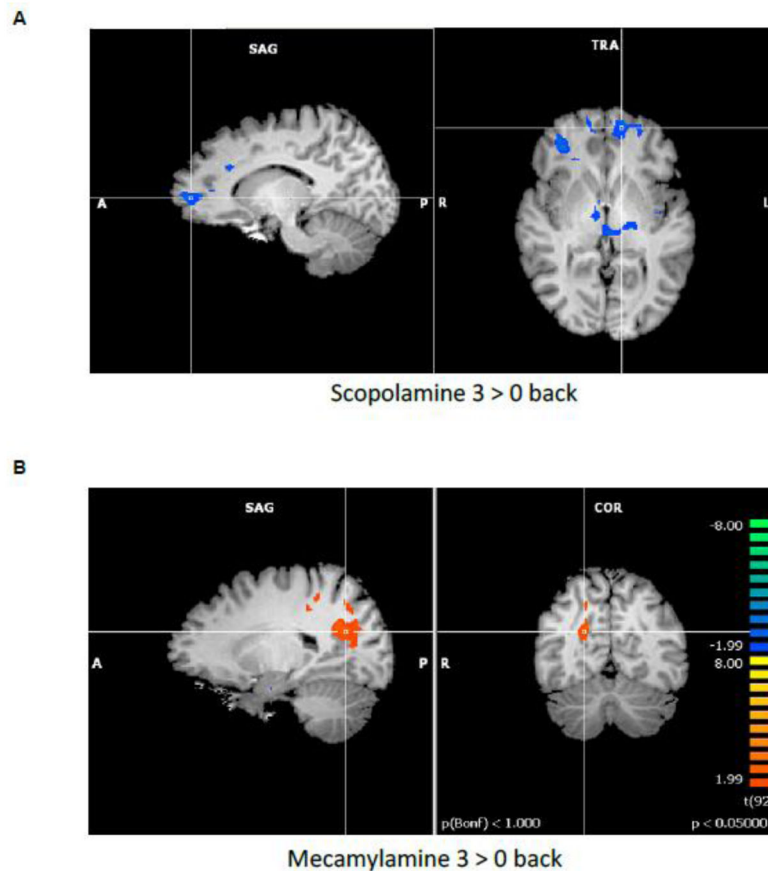 A
SAG
TRA
A
P
R
L
Scopolamine 3 > 0 back
B
SAG
COR
-8.00
-1.99
8.00
A
P
R
1.99
t(92
p(Bonf) < 1.000
p < 0.05000
Mecamylamine 3 > 0 back